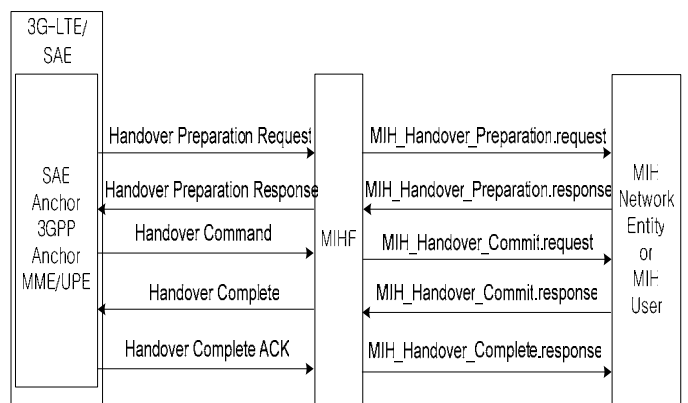 3G-LTE/
SAE
SAE
Anchor
3GPP
Anchor
MME/UPE
Handover Preparation Request
Handover Preparation Response
Handover Command
Handover Complete
Handover Complete ACK
MIHF
MIH_Handover_Preparation.request
MIH_Handover_Preparation.response
MIH_Handover_Commit.request
MIH_Handover_Commit.response
MIH_Handover_Complete.response
MIH
Network
Entity
or
MIH
User